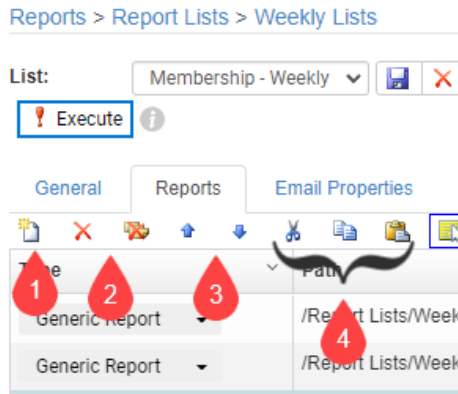 Reports > Report Lists > Weekly Lists
List: Membership - Weekly
Execute i
General Reports Email Properties
1 2 3 4
Generic Report /Report Lists/Week
Generic Report /Report Lists/Week